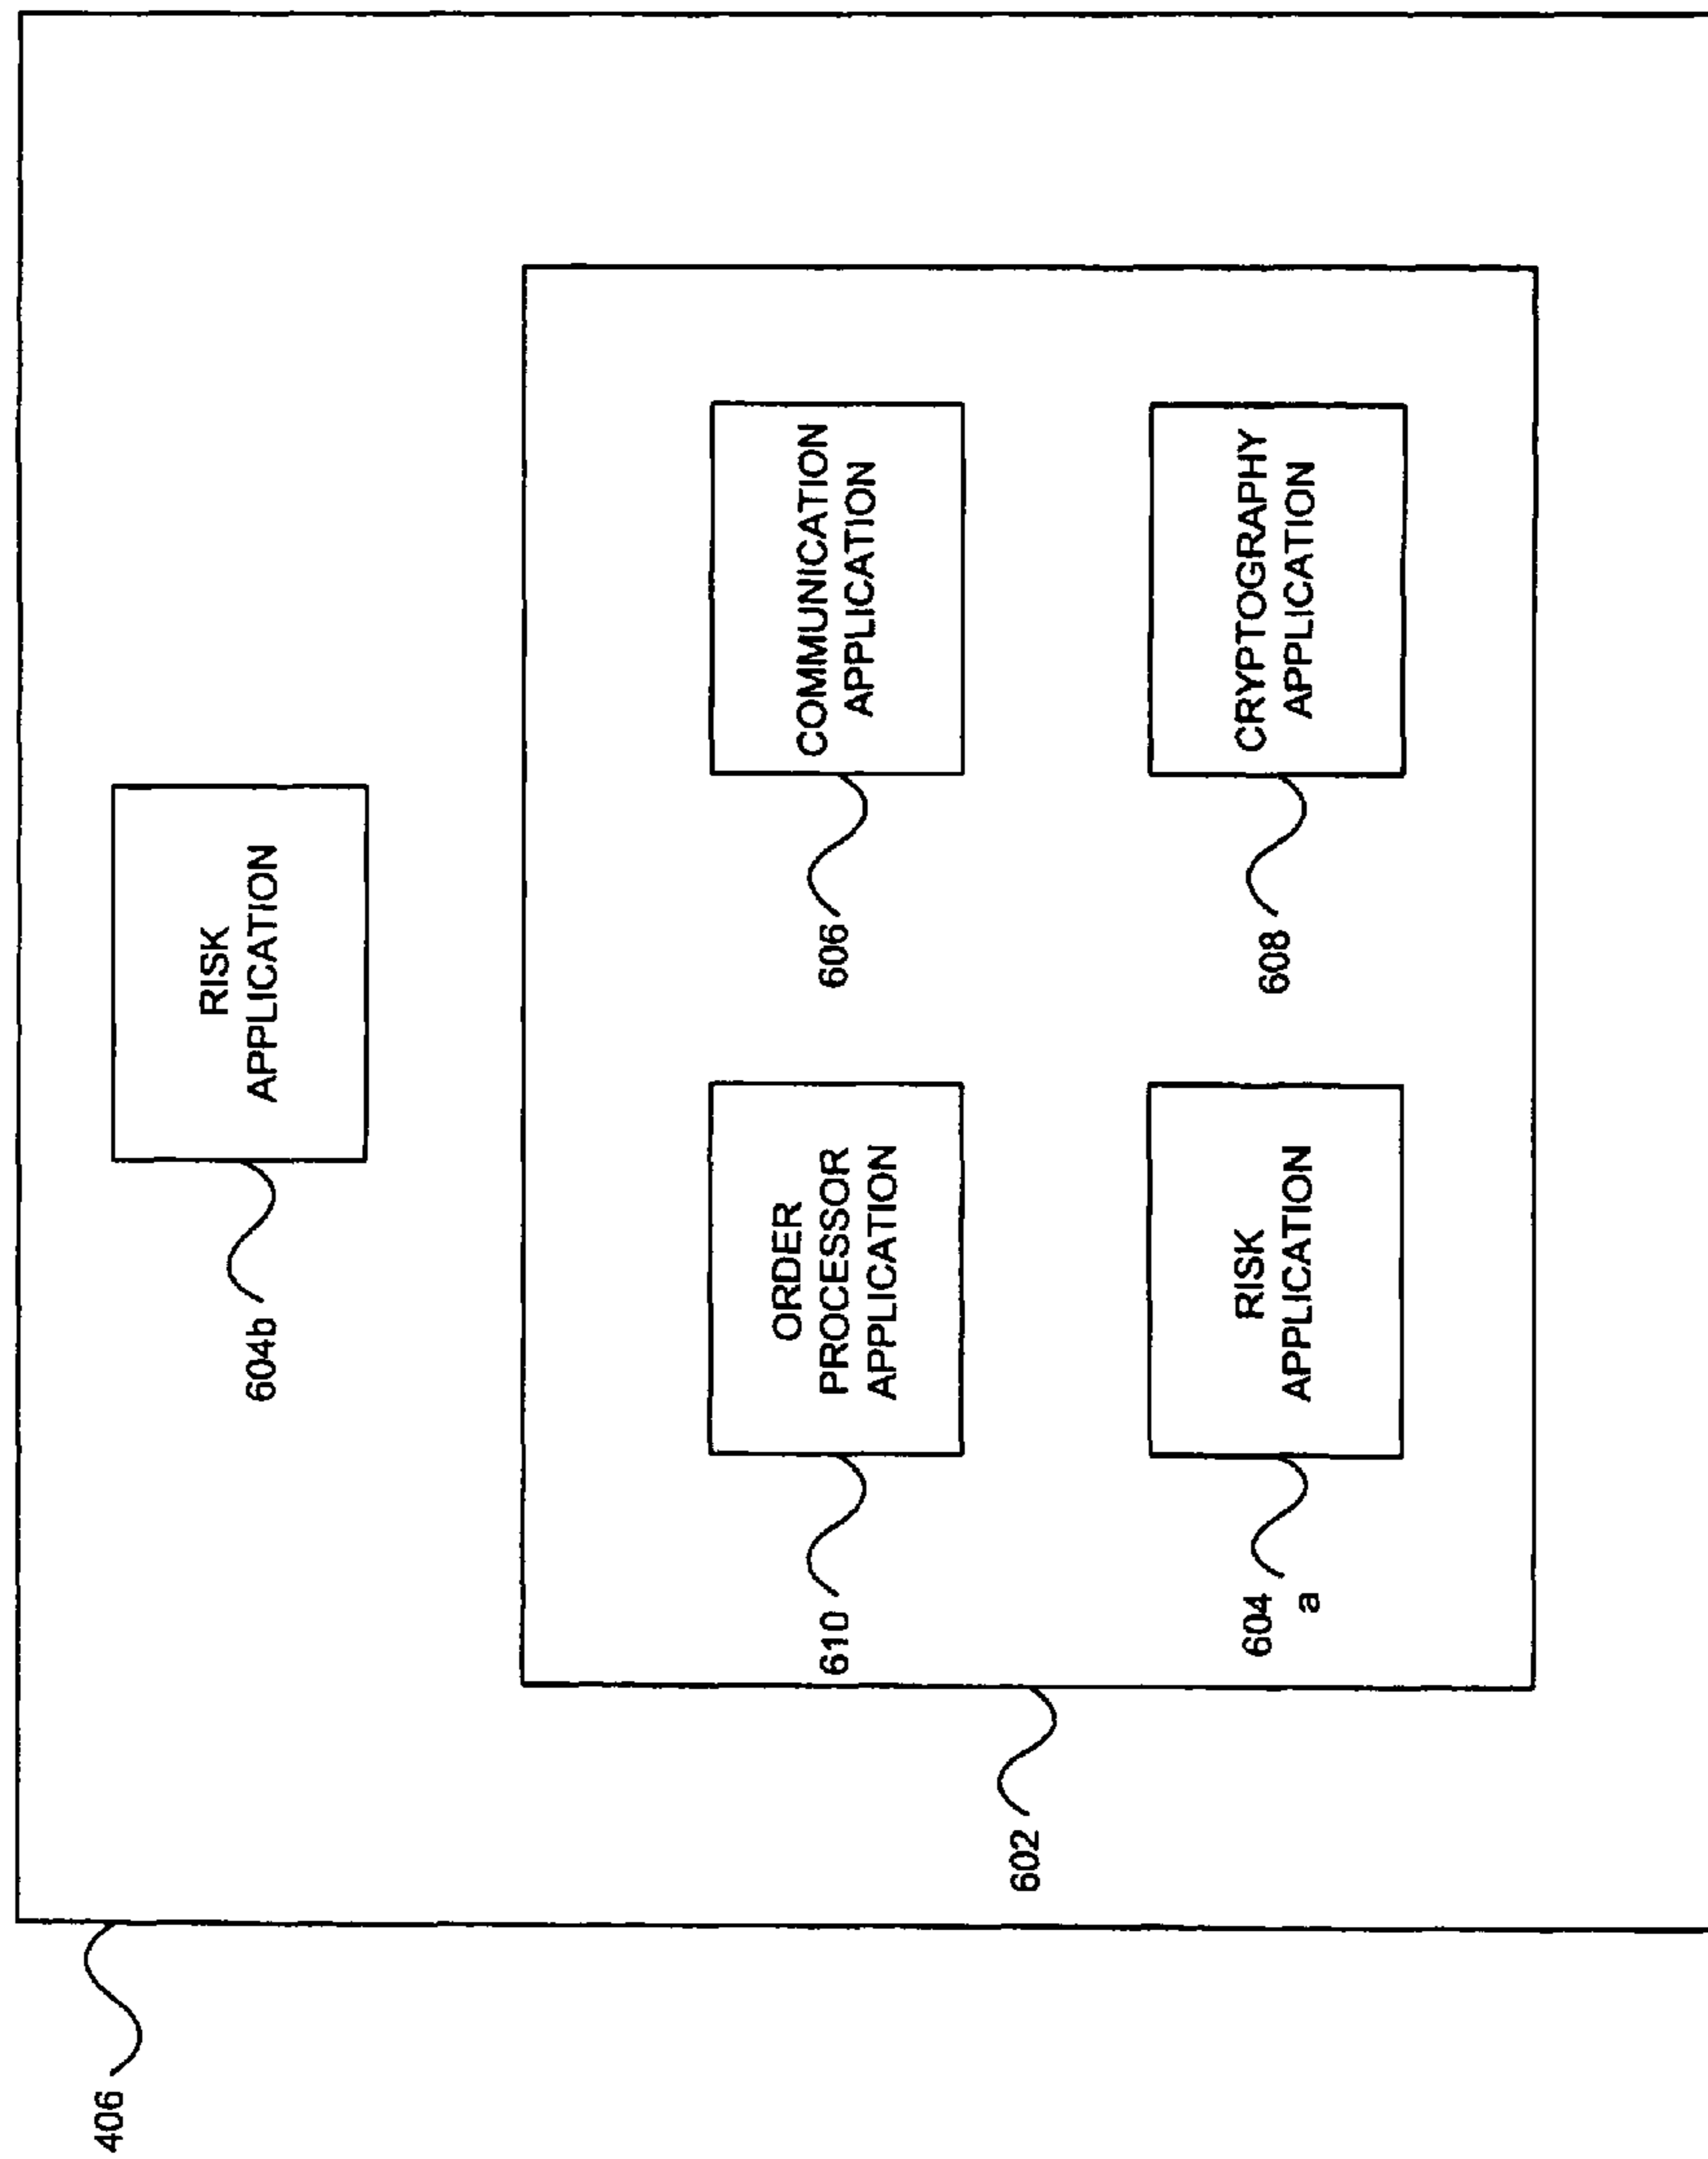 406
604b
RISK
APPLICATION
602
610
ORDER
PROCESSOR
APPLICATION
606
COMMUNICATION
APPLICATION
604
a
RISK
APPLICATION
608
CRYPTOGRAPHY
APPLICATION